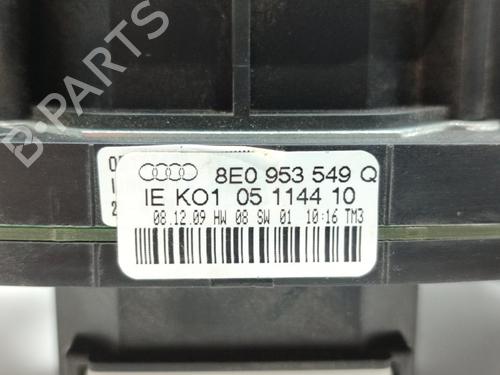 B-PARTS
8E0 953 549 Q
IE KO1 05 1144 10
08.12.09 HW 08 SW 01 10:16 TM3